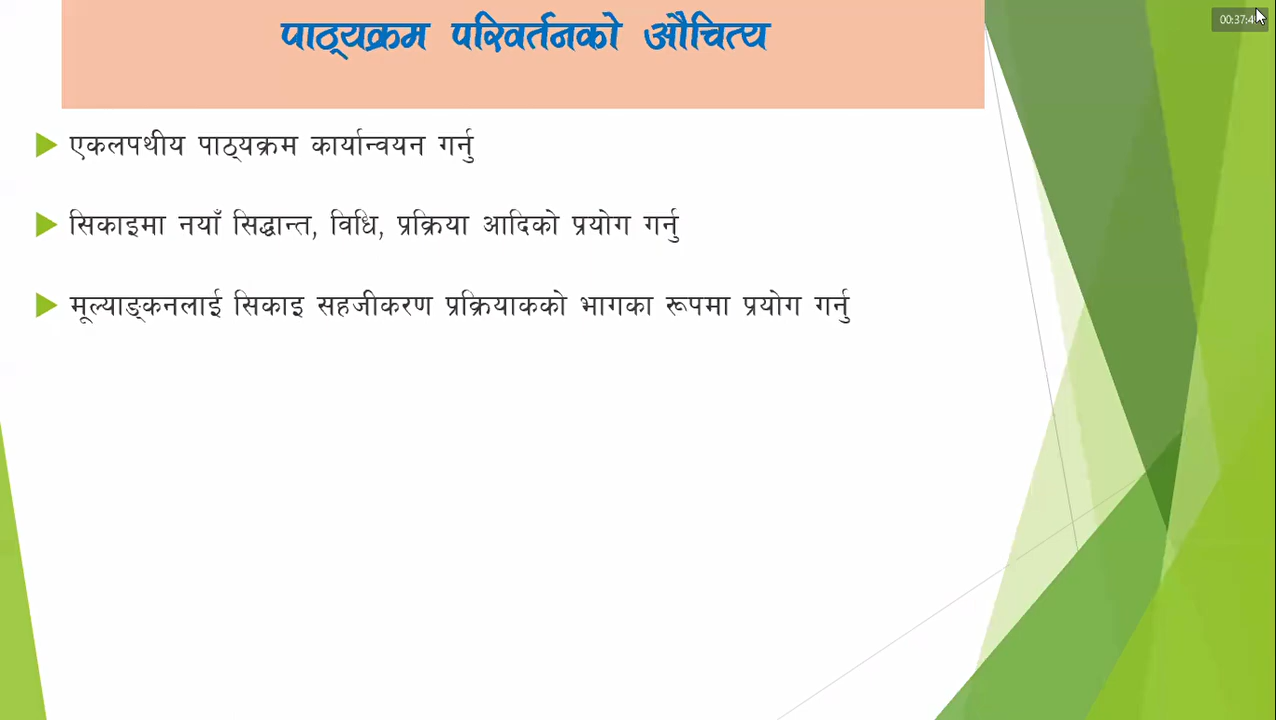 पाठ्यक्रम परिवर्तनको औचित्य
एकलपथीय पाठ्यक्रम कार्यान्वयन गर्नु
सिकाइमा नयाँ सिद्धान्त, विधि, प्रक्रिया आदिको प्रयोग गर्नु
मूल्याङ्कनलाई सिकाइ सहजीकरण प्रक्रियाकको भागका रूपमा प्रयोग गर्नु